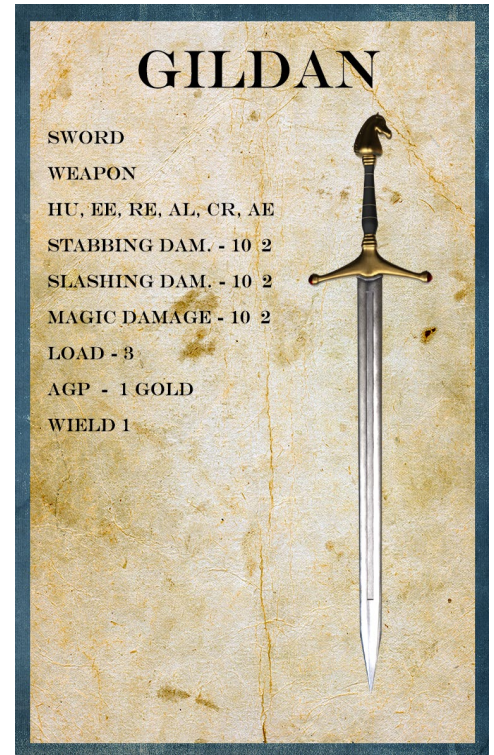 GILDAN
SWORD
WEAPON
HU, EE, RE, AL, CR, AE
STABBING DAM. - 10 2
SLASHING DAM. - 10 2
MAGIC DAMAGE - 10 2
LOAD - 3
AGP - 1 GOLD
WIELD 1